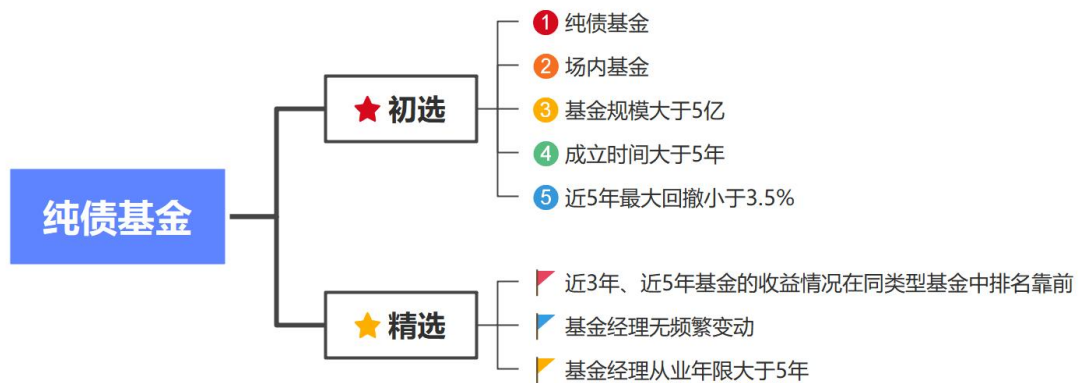 纯债基金
初选
1 纯债基金
2 场内基金
3 基金规模大于5亿
4 成立时间大于5年
5 近5年最大回撤小于3.5%
精选
近3年、近5年基金的收益情况在同类型基金中排名靠前
基金经理无频繁变动
基金经理从业年限大于5年